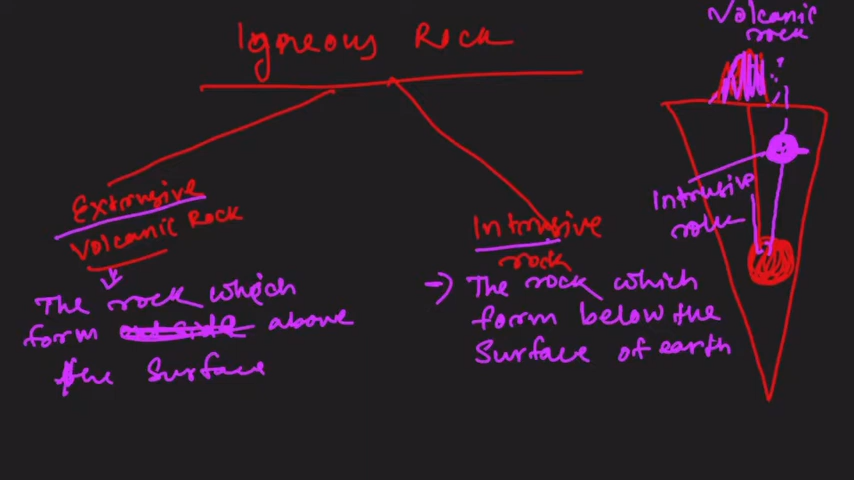 Igneous Rock
Volcanic
rock
Extrusive
Volcanic Rock
The rock which
form above
the Surface
Intrusive
rock
→ The rock which
form below the
Surface of earth
Intrusive
rock